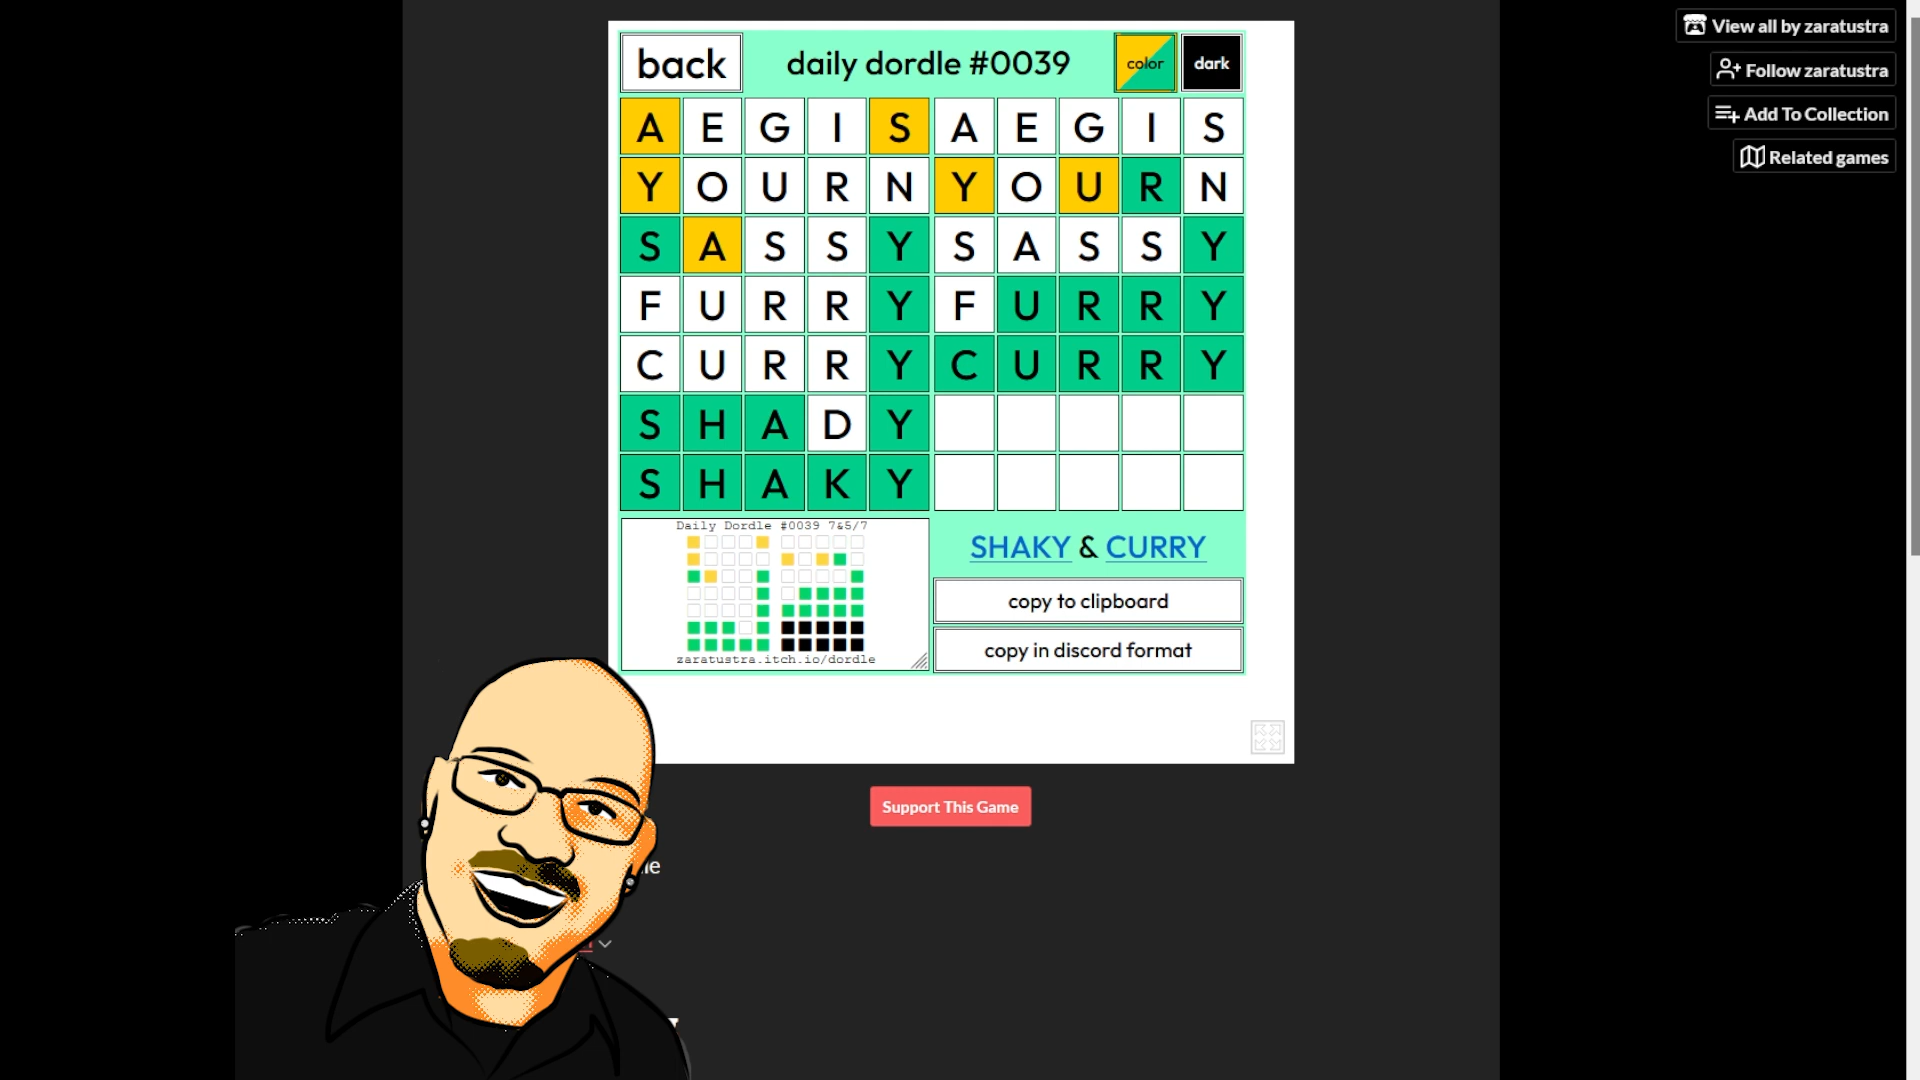 View all by zaratustra
Follow zaratustra
Add To Collection
Related games
back daily dordle #0039 color dark
A E G I S A E G I S
Y O U R N Y O U R N
S A S S Y S A S S Y
F U R R Y F U R R Y
C U R R Y C U R R Y
S H A D Y
S H A K Y
Daily Dordle #0039 7&5/7
zaratustra.itch.io/dordle
SHAKY & CURRY
copy to clipboard
copy in discord format
Support This Game